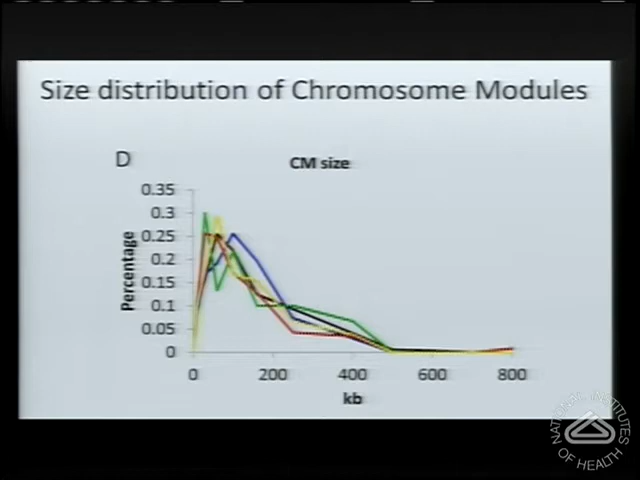 Size distribution of Chromosome Modules
D
CM size
0.35
0.3
0.25
0.2
0.15
0.1
0.05
0
Percentage
0
200
400
600
800
kb
NATIONAL INSTITUTES
OF HEALTH